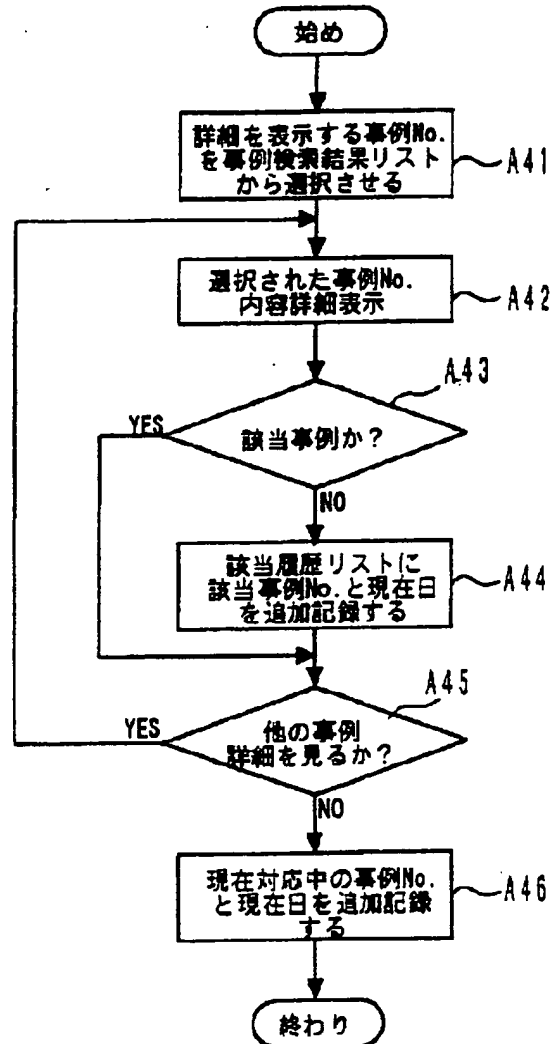 始め
詳細を表示する事例No.
を事例検索結果リスト
から選択させる
A41
選択された事例No.
内容詳細表示
A42
A43
YES
該当事例か?
NO
該当履歴リストに
該当事例No.と現在日
を追加記録する
A44
A45
YES
他の事例
詳細を見るか?
NO
現在対応中の事例No.
と現在日を追加記録
する
A46
終わり